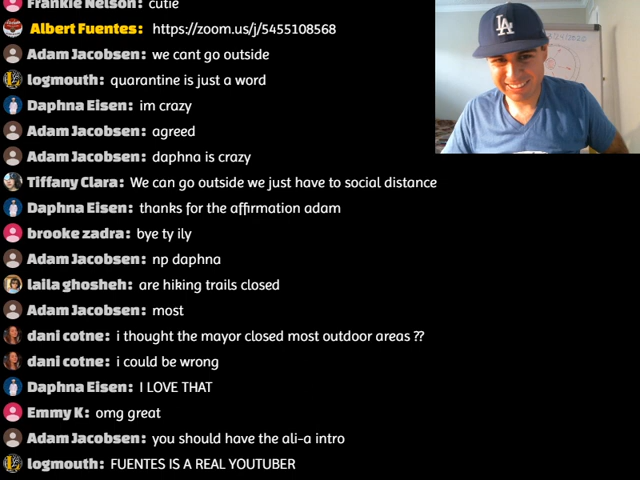 Frankie Nelson: cutie
Albert Fuentes: https://zoom.us/j/5455108568
Adam Jacobsen: we cant go outside
logmouth: quarantine is just a word
Daphna Eisen: im crazy
Adam Jacobsen: agreed
Adam Jacobsen: daphna is crazy
Tiffany Clara: We can go outside we just have to social distance
Daphna Eisen: thanks for the affirmation adam
brooke zadra: bye ty ily
Adam Jacobsen: np daphna
laila ghosheh: are hiking trails closed
Adam Jacobsen: most
dani cotne: i thought the mayor closed most outdoor areas ??
dani cotne: i could be wrong
Daphna Eisen: I LOVE THAT
Emmy K: omg great
Adam Jacobsen: you should have the ali-a intro
logmouth: FUENTES IS A REAL YOUTUBER
LA